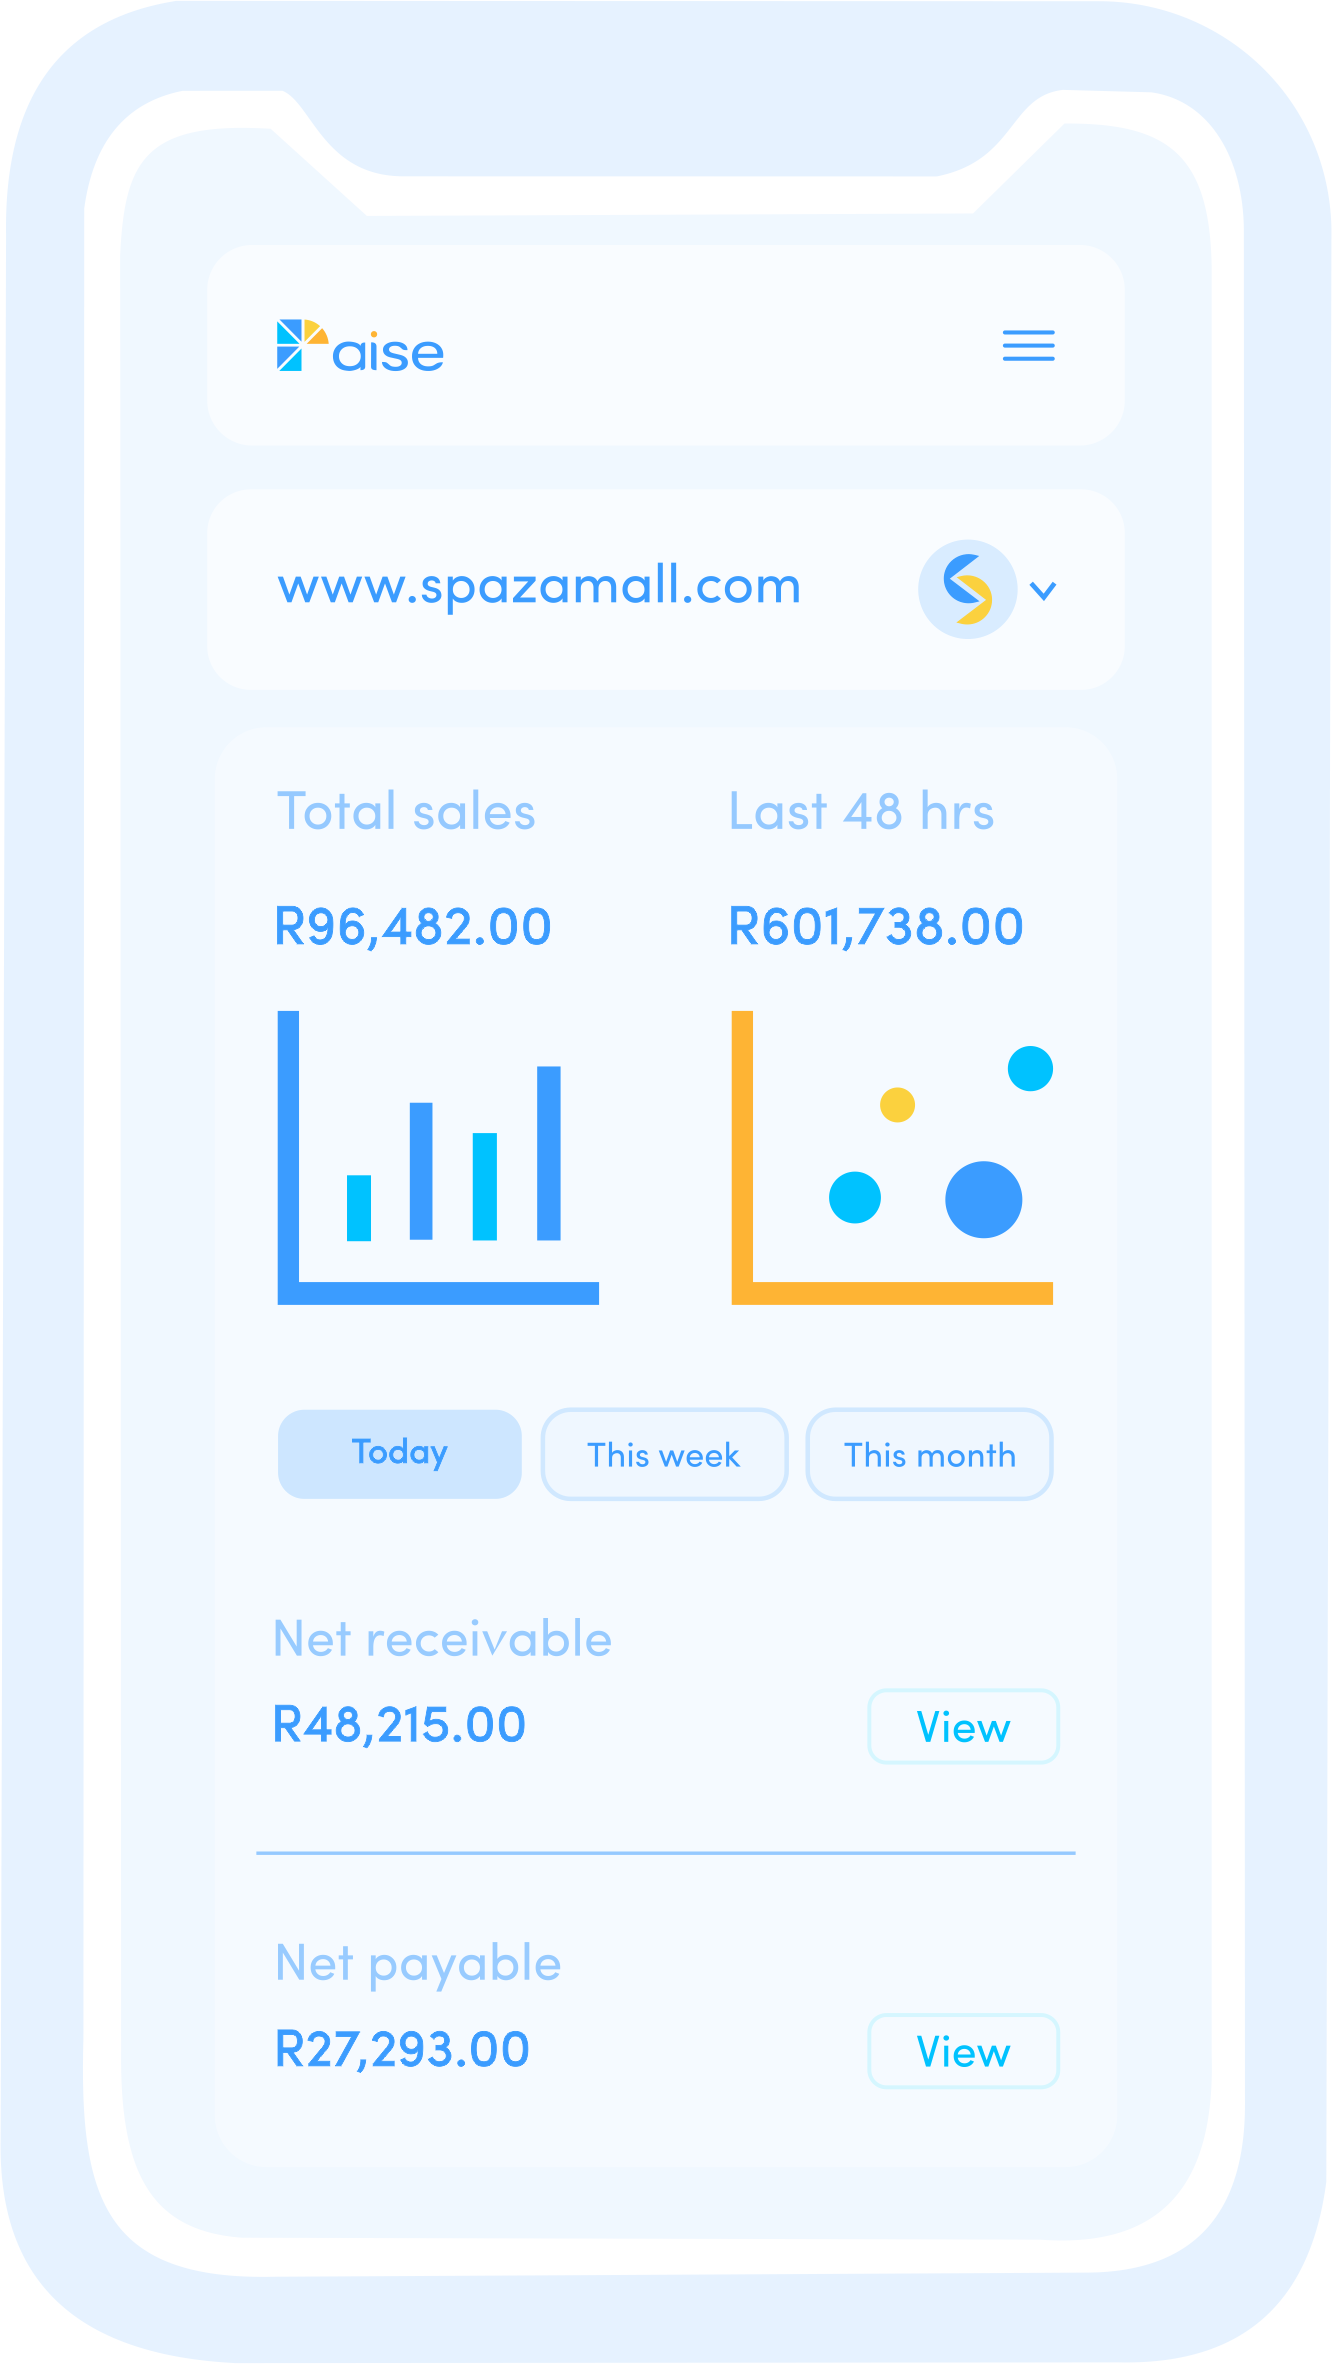 Paise
www.spazamall.com
Total sales
Last 48 hrs
R96,482.00
R601,738.00
Today
This week
This month
Net receivable
R48,215.00
View
Net payable
R27,293.00
View